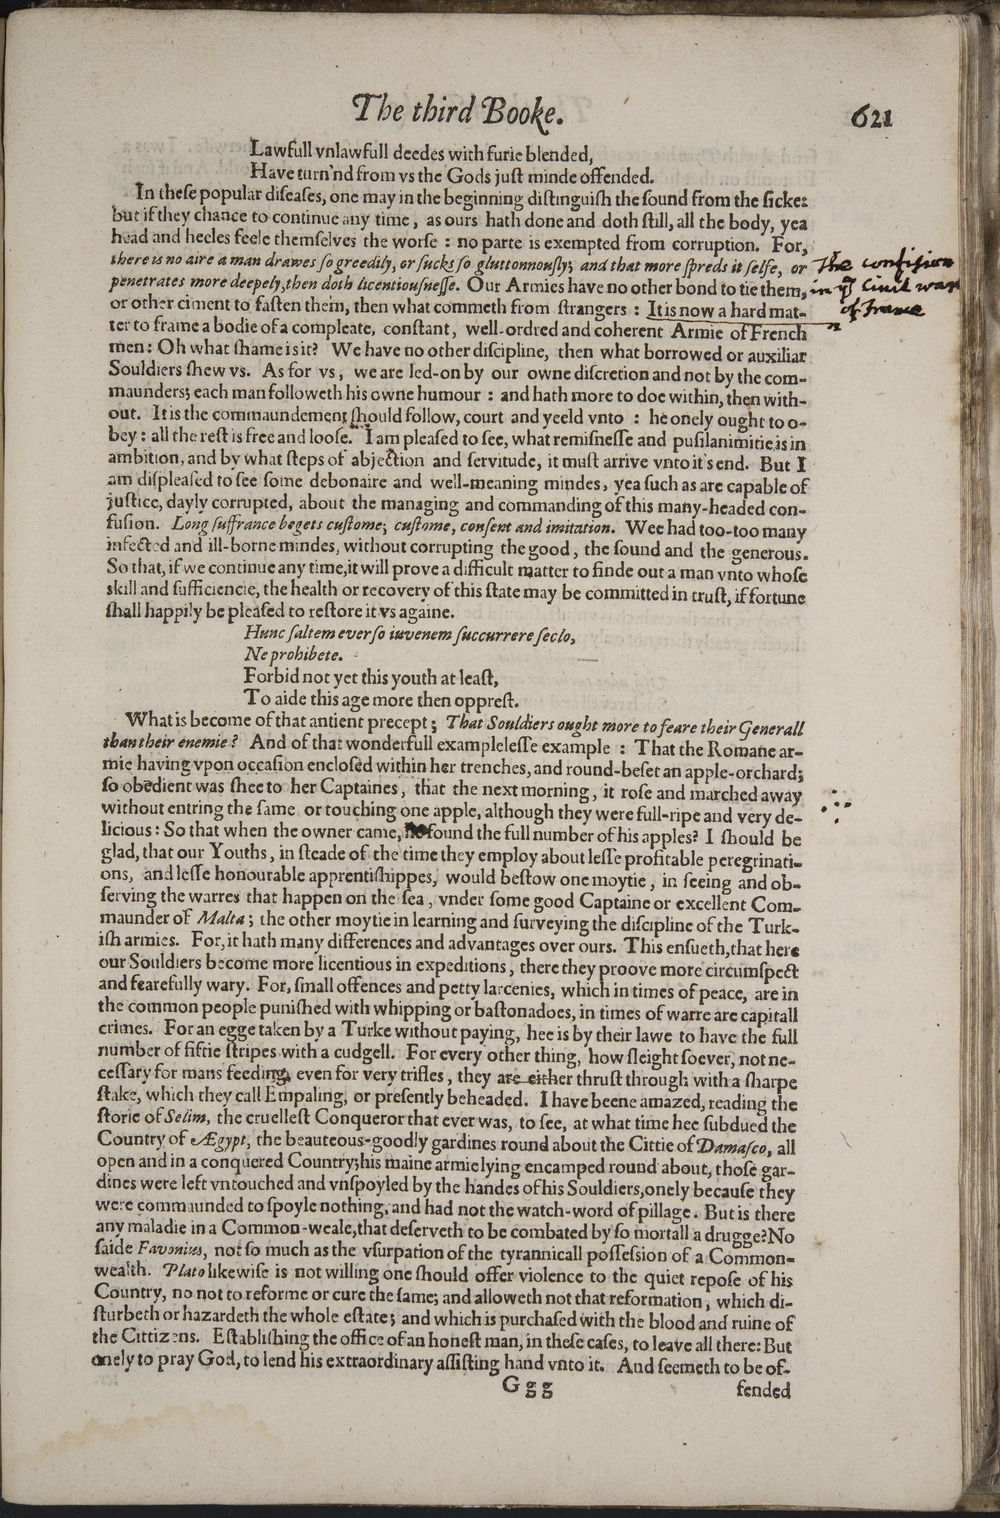 The third Booke. 621
Lawfull vnlawfull deedes with furie blended,
Have turn'nd from vs the Gods juſt minde offended.
In theſe popular diſeaſes, one may in the beginning diſtinguiſh the ſound from the ſicke:
but if they chance to continue any time, as ours hath done and doth ſtill, all the body, yea
head and heeles feele themſelves the worſe : no parte is exempted from corruption. For,
there is no aire a man drawes ſo greedily, or ſucks ſo gluttonnouſly; and that more ſpreds it ſelfe, or
penetrates more deepely, then doth licentiouſneſſe. Our Armies have no other bond to tie them,
or other ciment to faſten them, then what commeth from ſtrangers : It is now a hard mat-
ter to frame a bodie of a compleate, conſtant, well-ordred and coherent Armie of French
men: Oh what ſhame is it? We have no other diſcipline, then what borrowed or auxiliar
Souldiers ſhew vs. As for vs, we are led-on by our owne diſcretion and not by the com-
maunders; each man followeth his owne humour : and hath more to doe within, then with-
out. It is the commaundement ſhould follow, court and yeeld vnto : he onely ought to o-
bey : all the reſt is free and looſe. I am pleaſed to ſee, what remiſneſſe and puſilanimitie is in
ambition, and by what ſteps of abjection and ſervitude, it muſt arrive vnto it's end. But I
am diſpleaſed to ſee ſome debonaire and well-meaning mindes, yea ſuch as are capable of
juſtice, dayly corrupted, about the managing and commanding of this many-headed con-
fuſion. Long ſuffrance begets cuſtome; cuſtome, conſent and imitation. Wee had too-too many
infected and ill-borne mindes, without corrupting the good, the ſound and the generous.
So that, if we continue any time, it will prove a difficult matter to finde out a man vnto whoſe
skill and ſufficiencie, the health or recovery of this ſtate may be committed in truſt, if fortune
ſhall happily be pleaſed to reſtore it vs againe.
Hunc ſaltem everſo iuvenem ſuccurrere ſeclo,
Ne prohibete.
Forbid not yet this youth at leaſt,
To aide this age more then oppreſt.
What is become of that antient precept; That Souldiers ought more to feare their Generall
than their enemie? And of that wonderfull exampleleſſe example : That the Romane ar-
mie having vpon occaſion encloſed within her trenches, and round-beſet an apple-orchard;
ſo obedient was ſhee to her Captaines, that the next morning, it roſe and marched away
without entring the ſame or touching one apple, although they were full-ripe and very de-
licious : So that when the owner came, found the full number of his apples? I ſhould be
glad, that our Youths, in ſteade of the time they employ about leſſe profitable peregrinati-
ons, and leſſe honourable apprentiſhippes, would beſtow one moytie, in ſeeing and ob-
ſerving the warres that happen on the ſea, vnder ſome good Captaine or excellent Com-
maunder of Malta; the other moytie in learning and ſurveying the diſcipline of the Turk-
iſh armies. For, it hath many differences and advantages over ours. This enſueth, that here
our Souldiers become more licentious in expeditions, there they proove more circumſpect
and fearefully wary. For, ſmall offences and petty larcenies, which in times of peace, are in
the common people puniſhed with whipping or baſtonadoes, in times of warre are capitall
crimes. For an egge taken by a Turke without paying, hee is by their lawe to have the full
number of fiftie ſtripes with a cudgell. For every other thing, how ſleight ſoever, not ne-
ceſſary for mans feeding, even for very trifles, they are either thruſt through with a ſharpe
ſtake, which they call Empaling, or preſently beheaded. I have beene amazed, reading the
ſtorie of Selim, the cruelleſt Conqueror that ever was, to ſee, at what time hee ſubdued the
Country of Ægypt, the beauteous-goodly gardines round about the Cittie of Damaſco, all
open and in a conquered Country; his maine armie lying encamped round about, thoſe gar-
dines were left vntouched and vnſpoyled by the handes of his Souldiers, onely becauſe they
were commaunded to ſpoyle nothing, and had not the watch-word of pillage. But is there
any maladie in a Common-weale, that deſerveth to be combated by ſo mortall a drugge? No
ſaide Favonius, not ſo much as the vſurpation of the tyrannicall poſſeſsion of a Common-
wealth. Plato likewiſe is not willing one ſhould offer violence to the quiet repoſe of his
Country, no not to reforme or cure the ſame; and alloweth not that reformation, which di-
ſturbeth or hazardeth the whole eſtate; and which is purchaſed with the blood and ruine of
the Cittizens. Eſtabliſhing the office of an honeſt man, in theſe caſes, to leave all there: But
onely to pray God, to lend his extraordinary aſſiſting hand vnto it. And ſeemeth to be of-
Ggg fended
The confiſion
in yᵉ Civil warr
of France